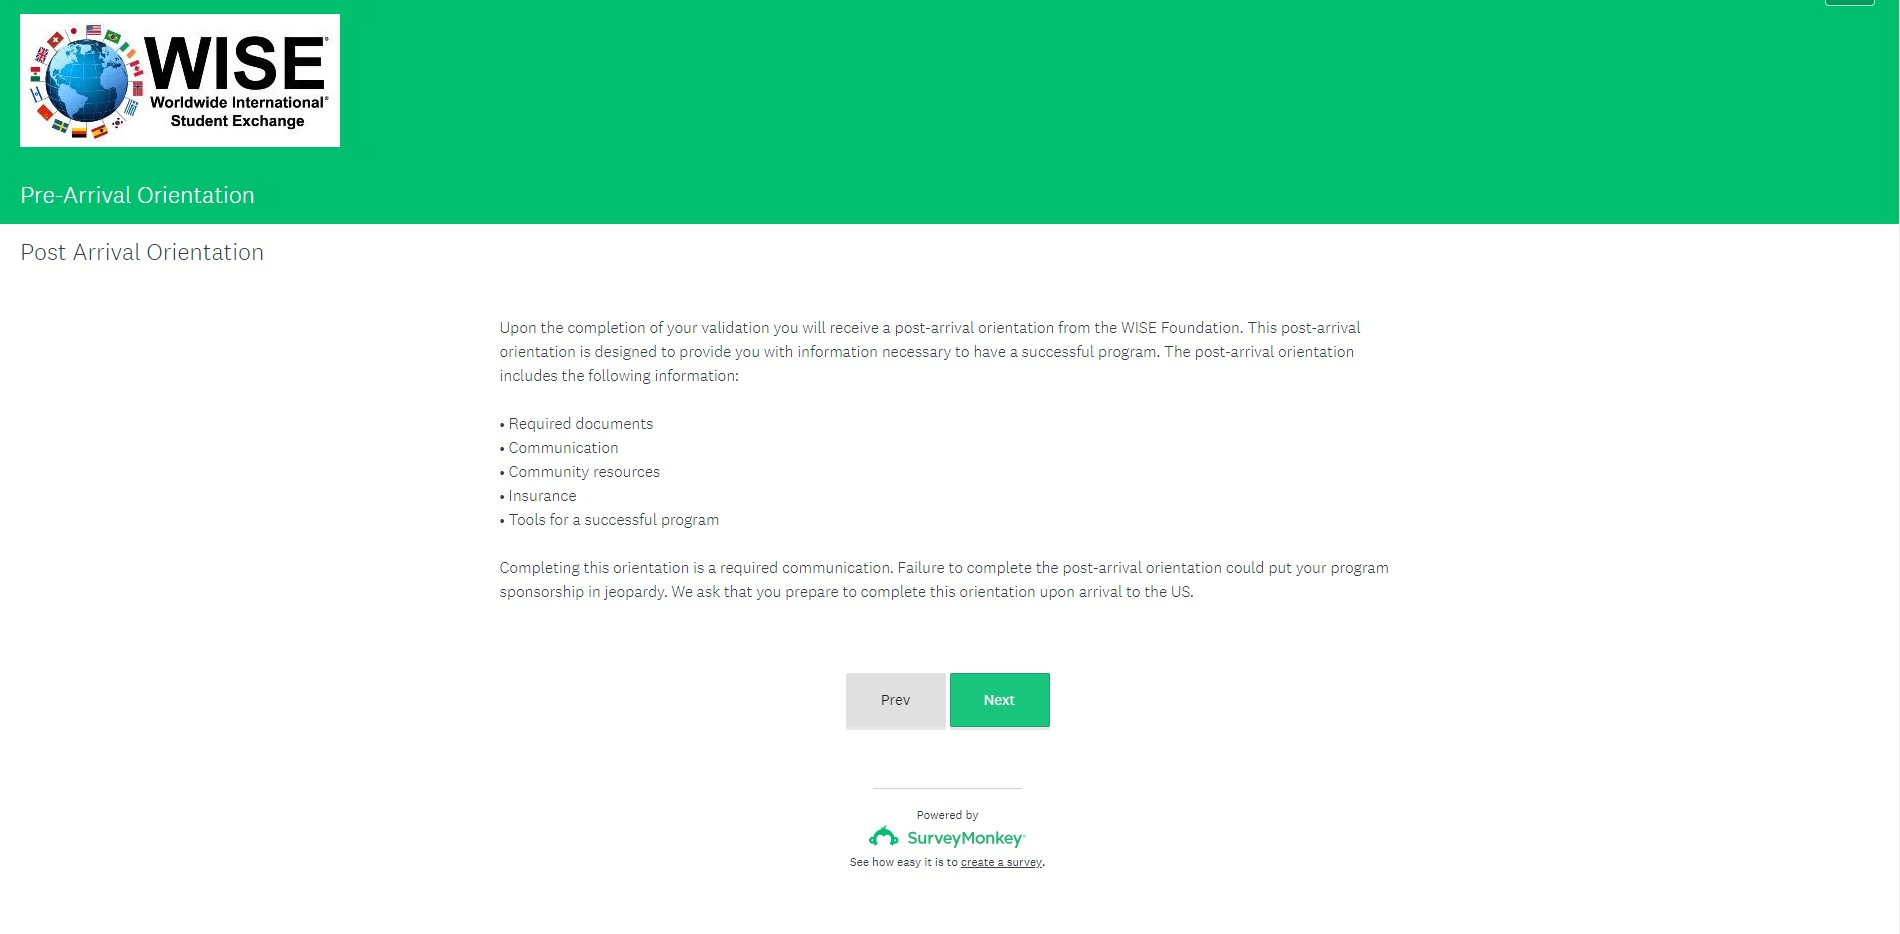 WISE®
Worldwide International®
Student Exchange
Pre-Arrival Orientation
Post Arrival Orientation
Upon the completion of your validation you will receive a post-arrival orientation from the WISE Foundation. This post-arrival
orientation is designed to provide you with information necessary to have a successful program. The post-arrival orientation
includes the following information:
• Required documents
• Communication
• Community resources
• Insurance
• Tools for a successful program
Completing this orientation is a required communication. Failure to complete the post-arrival orientation could put your program
sponsorship in jeopardy. We ask that you prepare to complete this orientation upon arrival to the US.
Prev
Next
Powered by
SurveyMonkey®
See how easy it is to create a survey.